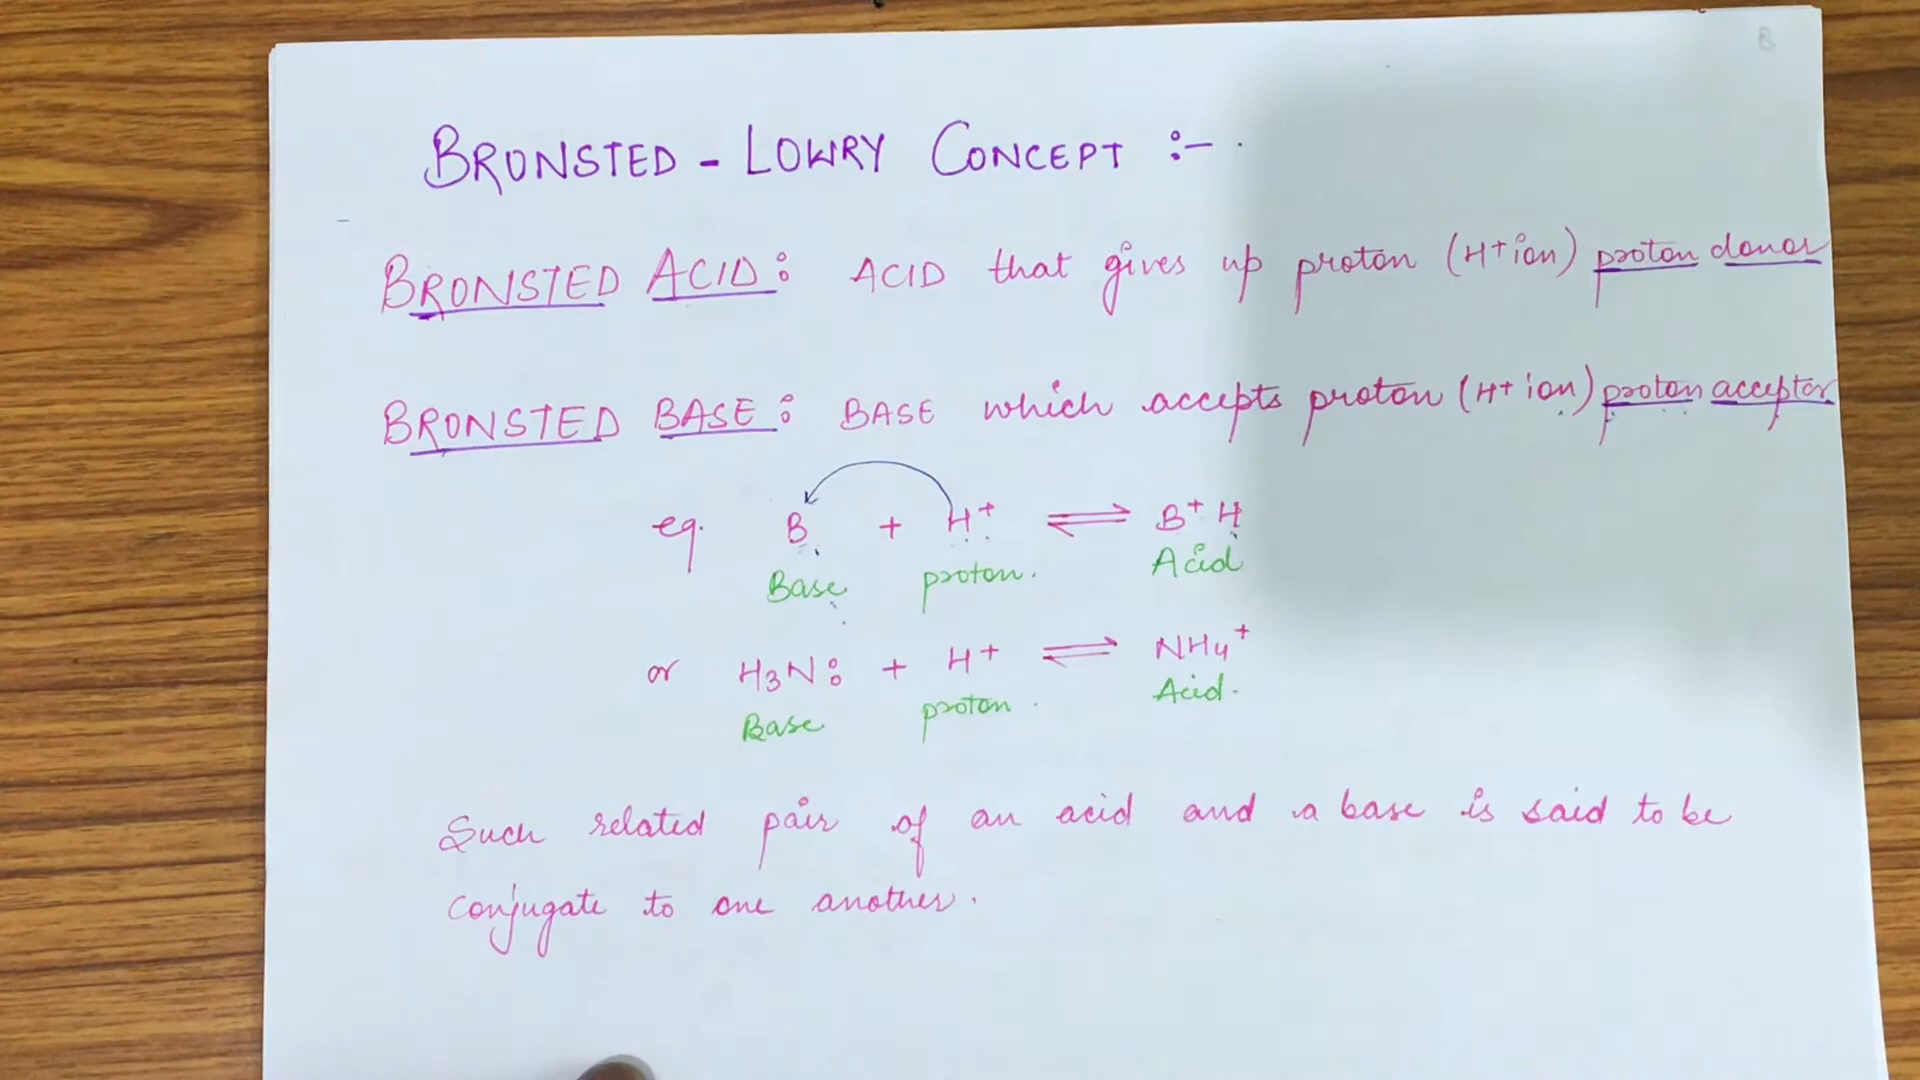 BRONSTED - LOWRY CONCEPT :-
BRONSTED ACID: ACID that gives up proton (H+ ion) proton donor
BRONSTED BASE: BASE which accepts proton (H+ ion) proton acceptor
eg. B + H+ ⇌ B+ H
Base proton. Acid
or H3N: + H+ ⇌ NH4+
Base proton Acid.
Such related pair of an acid and a base is said to be
conjugate to one another.